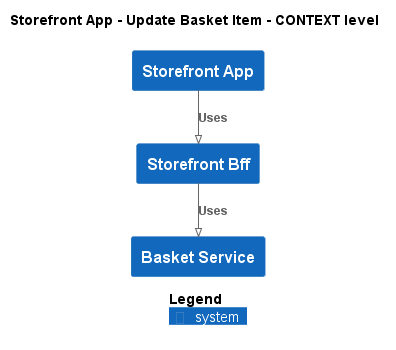 Storefront App - Update Basket Item - CONTEXT level
Storefront App
Uses
Storefront Bff
Uses
Basket Service
Legend
system